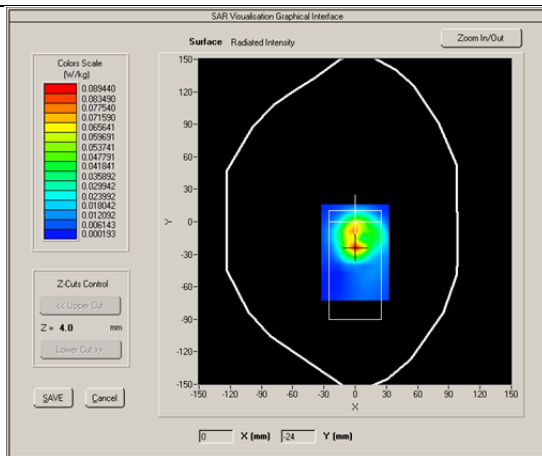 SAR Visualisation Graphical Interface
Surface Radiated Intensity
Zoom In/Out
Colors Scale
(W/kg)
0.089440
0.083490
0.077540
0.071590
0.065641
0.059691
0.053741
0.047791
0.041841
0.035892
0.029942
0.023992
0.018042
0.012092
0.006143
0.000193
Z-Cuts Control
<< Upper Cut
Z = 4.0 mm
Lower Cut >>
SAVE Cancel
150
120
90
60
30
0
-30
-60
-90
-120
-150
Y
-150 -120 -90 -60 -30 0 30 60 90 120 150
X
0 X (mm) -24 Y (mm)